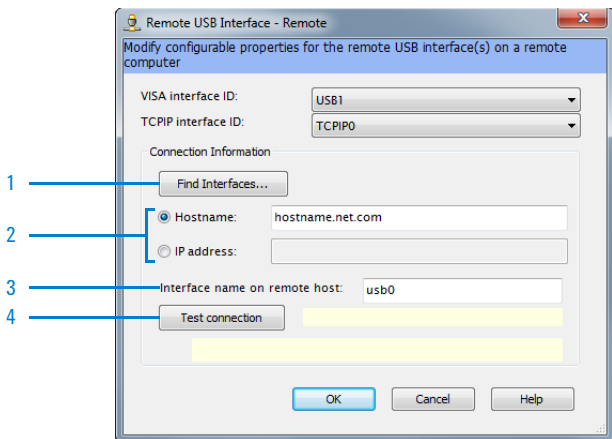 Remote USB Interface - Remote
X
Modify configurable properties for the remote USB interface(s) on a remote
computer
VISA interface ID:
USB1
TCPIP interface ID:
TCPIP0
Connection Information
1
Find Interfaces...
2
Hostname:
hostname.net.com
IP address:
3
Interface name on remote host:
usb0
4
Test connection
OK
Cancel
Help